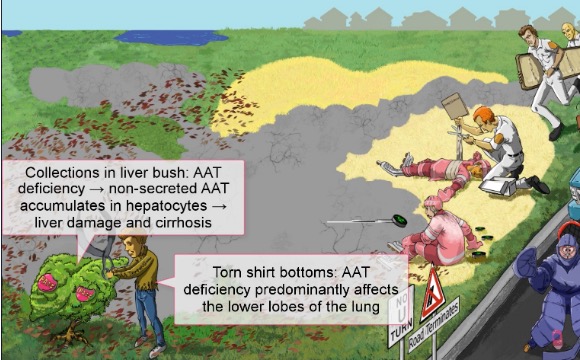 Collections in liver bush: AAT
deficiency → non-secreted AAT
accumulates in hepatocytes →
liver damage and cirrhosis
Torn shirt bottoms: AAT
deficiency predominantly affects
the lower lobes of the lung
NO
U
TURN
Road Terminates